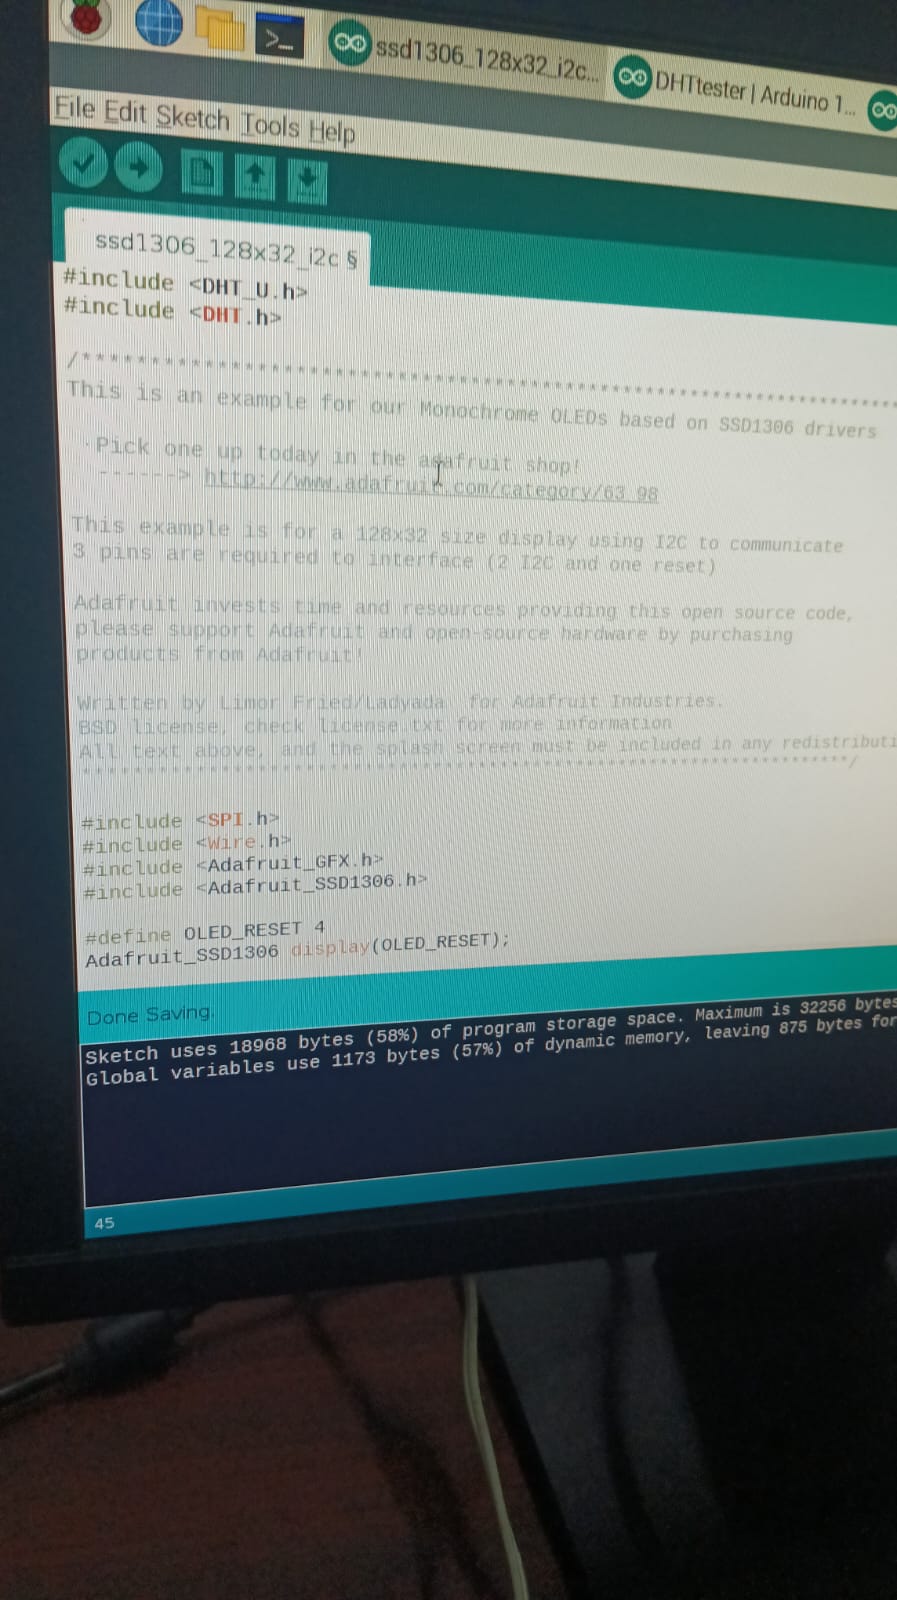 ssd1306_128x32_i2c...
DHTtester | Arduino 1...
File Edit Sketch Tools Help
ssd1306_128x32_i2c §
#include <DHT_U.h>
#include <DHT.h>
/*************************************************************************
This is an example for our Monochrome OLEDs based on SSD1306 drivers
Pick one up today in the adafruit shop!
------> http://www.adafruit.com/category/63_98
This example is for a 128x32 size display using I2C to communicate
3 pins are required to interface (2 I2C and one reset)
Adafruit invests time and resources providing this open source code,
please support Adafruit and open-source hardware by purchasing
products from Adafruit!
Written by Limor Fried/Ladyada for Adafruit Industries.
BSD license, check license.txt for more information
All text above, and the splash screen must be included in any redistributi
*************************************************************************/
#include <SPI.h>
#include <Wire.h>
#include <Adafruit_GFX.h>
#include <Adafruit_SSD1306.h>
#define OLED_RESET 4
Adafruit_SSD1306 display(OLED_RESET);
Done Saving.
Sketch uses 18968 bytes (58%) of program storage space. Maximum is 32256 bytes
Global variables use 1173 bytes (57%) of dynamic memory, leaving 875 bytes for
45